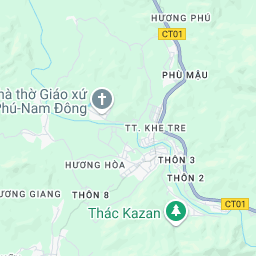 HƯƠNG PHÚ
CT01
PHÙ MẬU
hà thờ Giáo xứ
Phú-Nam Đông
TT. KHE TRE
HƯƠNG HÒA
THÔN 3
THÔN 2
ƯƠNG GIANG
THÔN 8
Thác Kazan
CT01